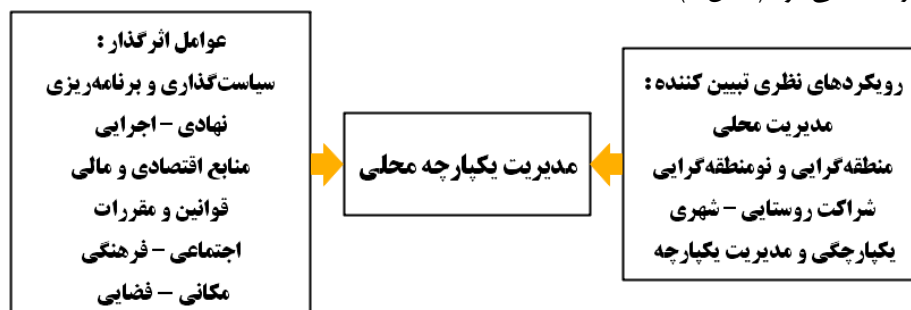 رویکردهای نظری تبیین کننده :
مدیریت محلی
منطقه‌گرایی و نومنطقه‌گرایی
شراکت روستایی – شهری
یکپارچگی و مدیریت یکپارچه
مدیریت یکپارچه محلی
عوامل اثرگذار :
سیاست‌گذاری و برنامه‌ریزی
نهادی – اجرایی
منابع اقتصادی و مالی
قوانین و مقررات
اجتماعی – فرهنگی
مکانی – فضایی